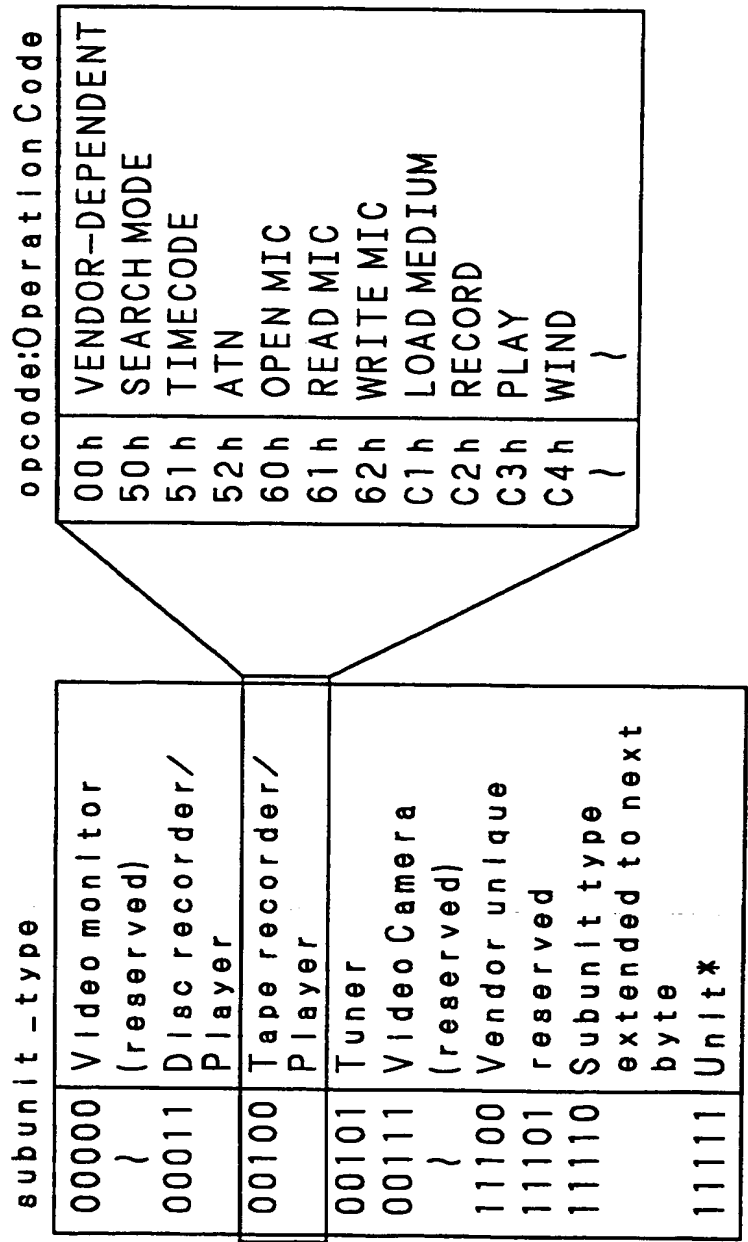 subunit–type
00000 Video monitor
~ (reserved)
00011 Disc recorder/
Player
00100 Tape recorder/
Player
00101 Tuner
00111 Video Camera
~ (reserved)
11100 Vendor unique
11101 reserved
11110 Subunit type
extended to next
byte
11111 Unit*
opcode:Operation Code
00h VENDOR–DEPENDENT
50h SEARCH MODE
51h TIMECODE
52h ATN
60h OPEN MIC
61h READ MIC
62h WRITE MIC
C1h LOAD MEDIUM
C2h RECORD
C3h PLAY
C4h WIND
~ ~